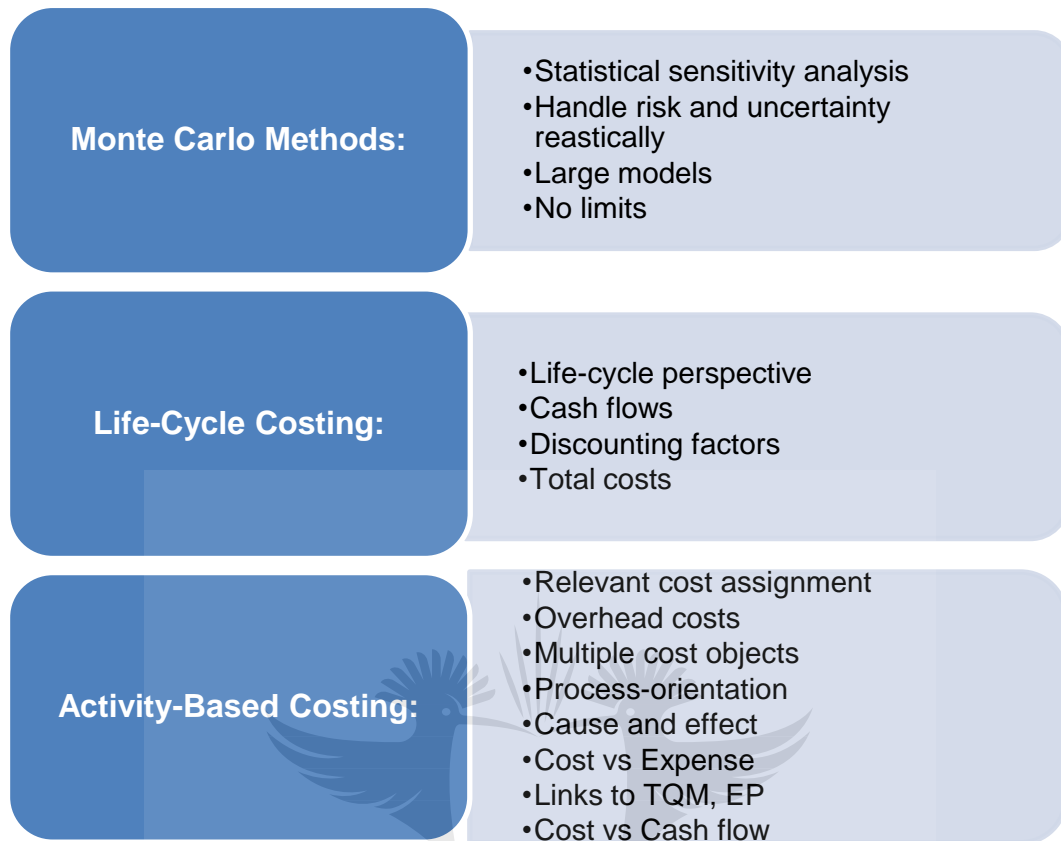 Monte Carlo Methods:
•Statistical sensitivity analysis
•Handle risk and uncertainty
reastically
•Large models
•No limits
Life-Cycle Costing:
•Life-cycle perspective
•Cash flows
•Discounting factors
•Total costs
Activity-Based Costing:
•Relevant cost assignment
•Overhead costs
•Multiple cost objects
•Process-orientation
•Cause and effect
•Cost vs Expense
•Links to TQM, EP
•Cost vs Cash flow